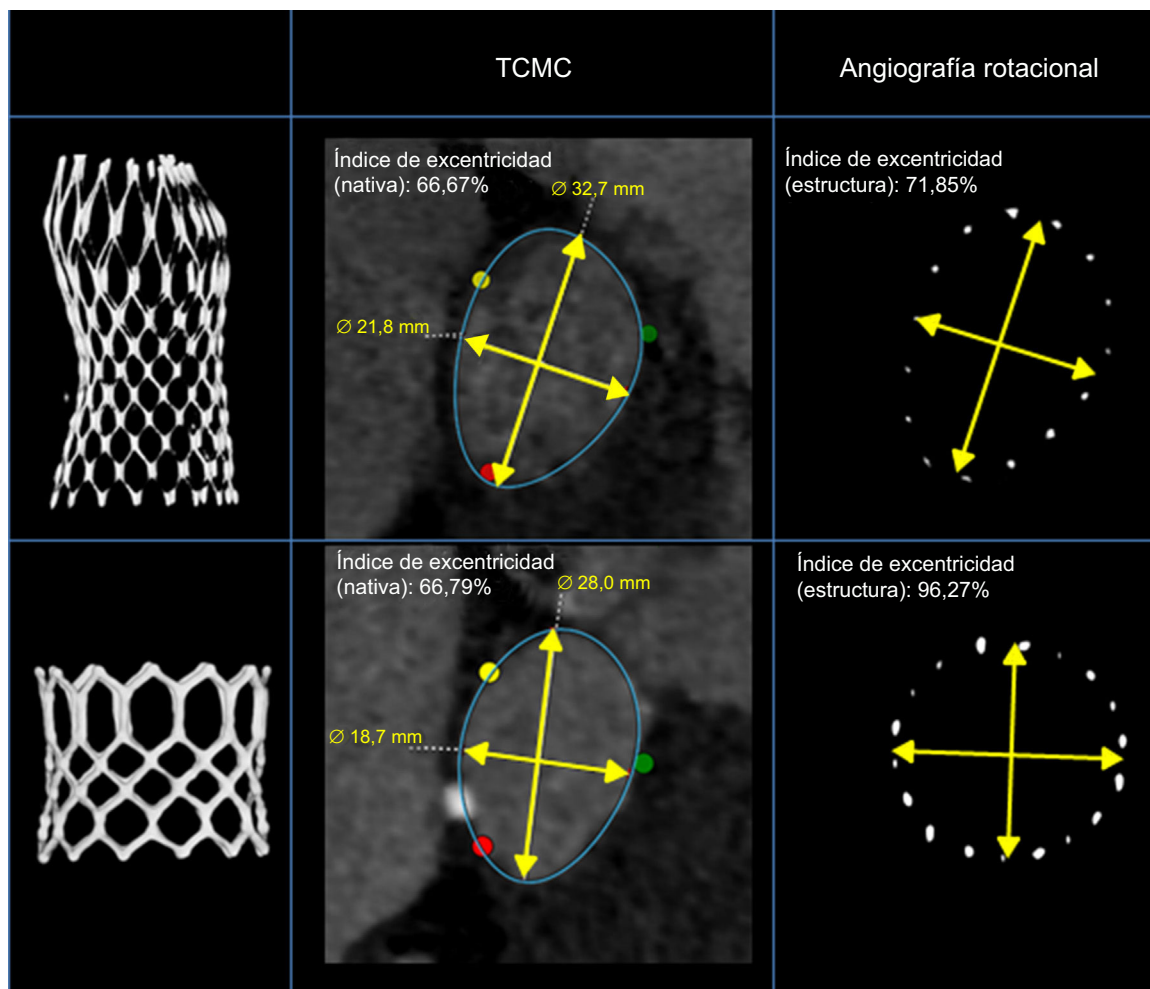 TCMC
Angiografía rotacional
Índice de excentricidad
(nativa): 66,67%
∅ 32,7 mm
∅ 21,8 mm
Índice de excentricidad
(estructura): 71,85%
Índice de excentricidad
(nativa): 66,79%
∅ 28,0 mm
∅ 18,7 mm
Índice de excentricidad
(estructura): 96,27%